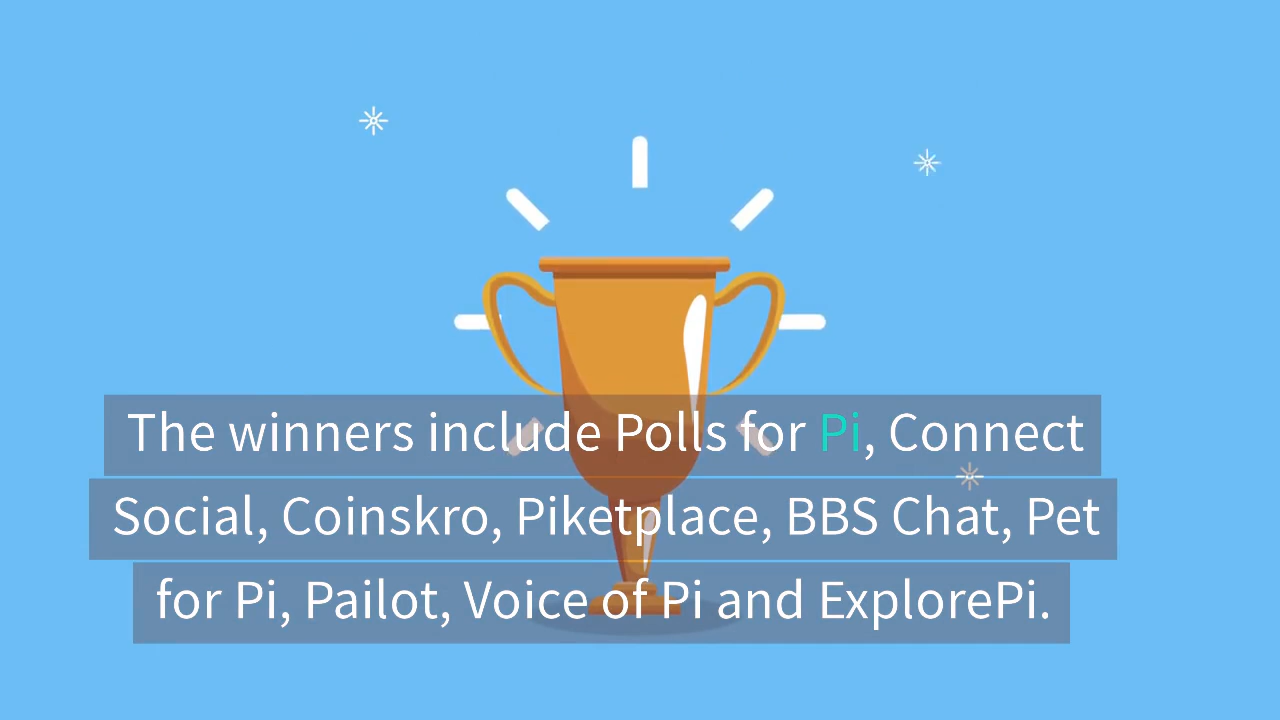 The winners include Polls for Pi, Connect
Social, Coinskro, Piketplace, BBS Chat, Pet
for Pi, Pailot, Voice of Pi and ExplorePi.